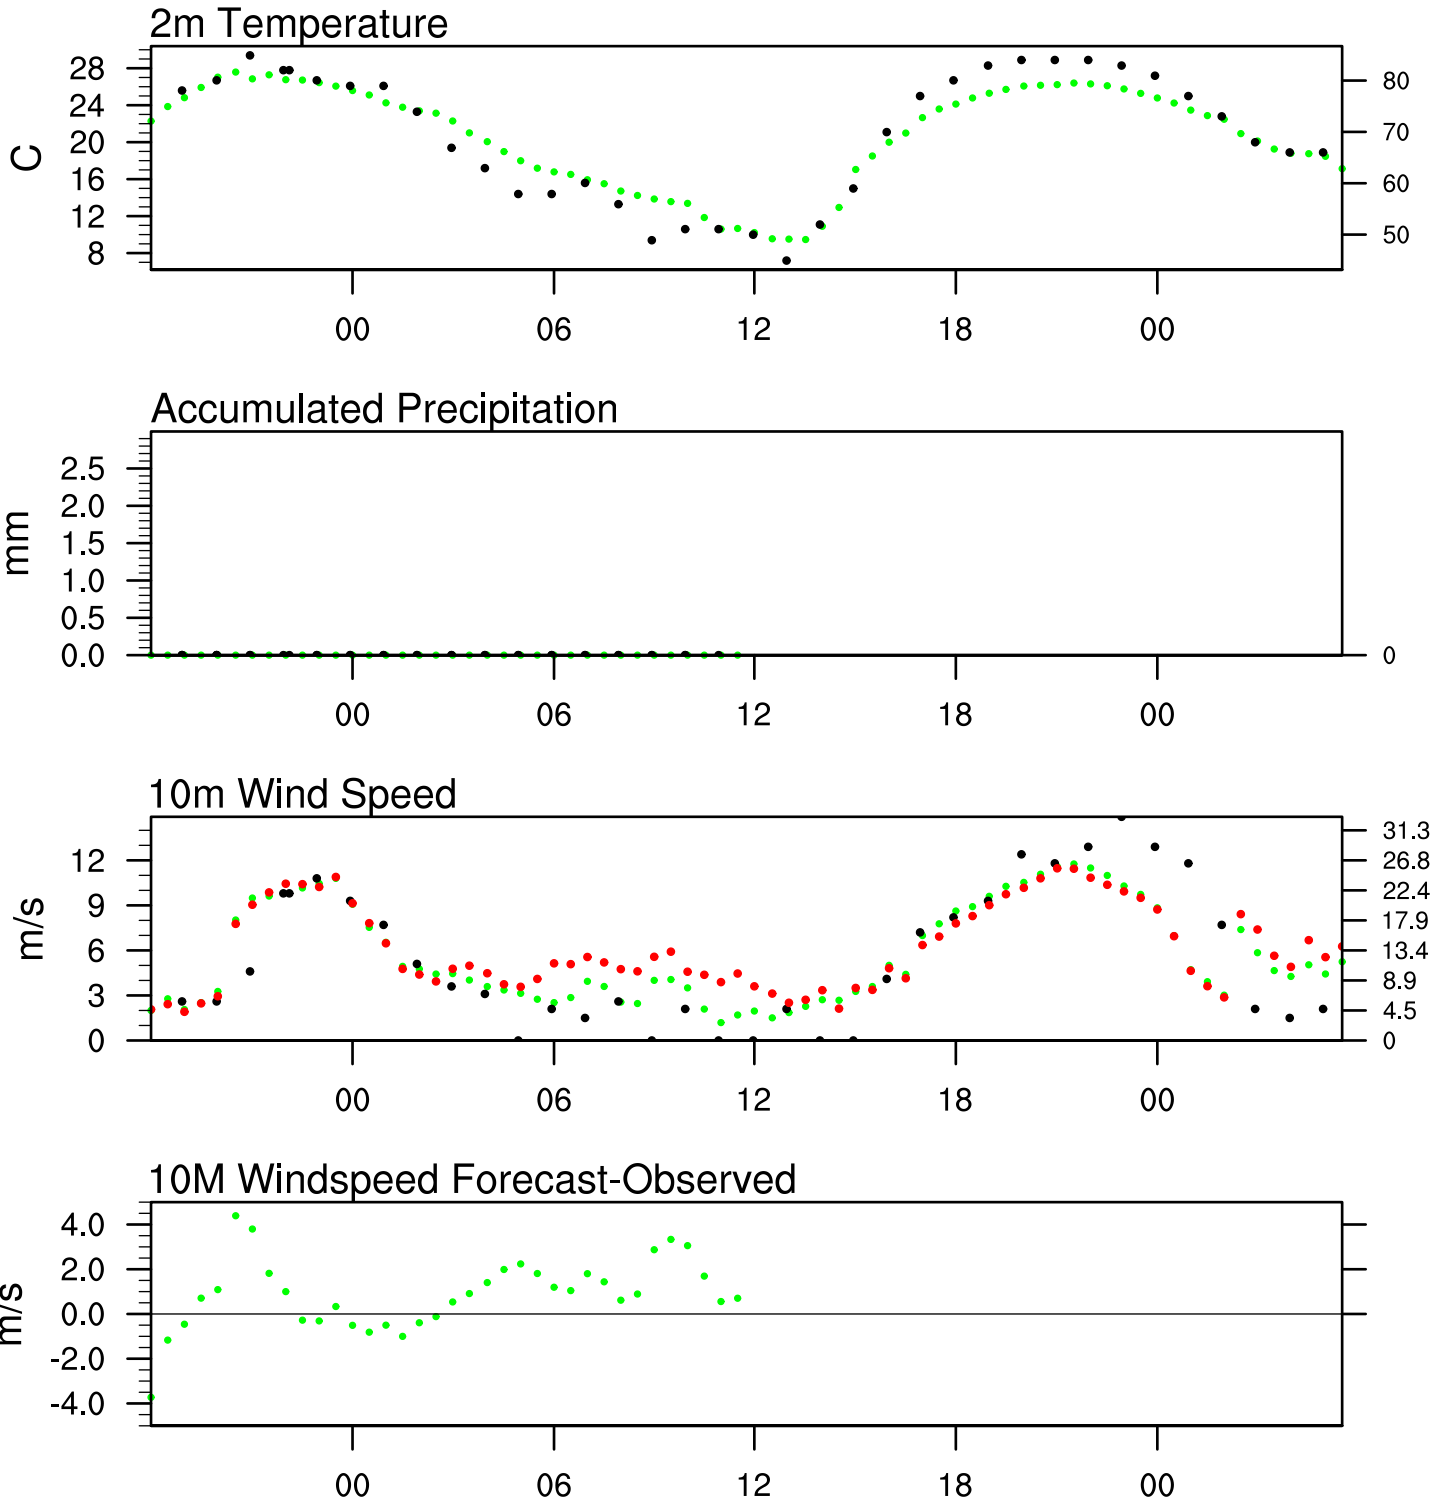 2m Temperature
28
24
20
16
12
8
C
80
70
60
50
00 06 12 18 00
Accumulated Precipitation
2.5
2.0
1.5
1.0
0.5
0.0
mm
0
00 06 12 18 00
10m Wind Speed
12
9
6
3
0
m/s
31.3
26.8
22.4
17.9
13.4
8.9
4.5
0
00 06 12 18 00
10M Windspeed Forecast-Observed
4.0
2.0
0.0
-2.0
-4.0
m/s
00 06 12 18 00